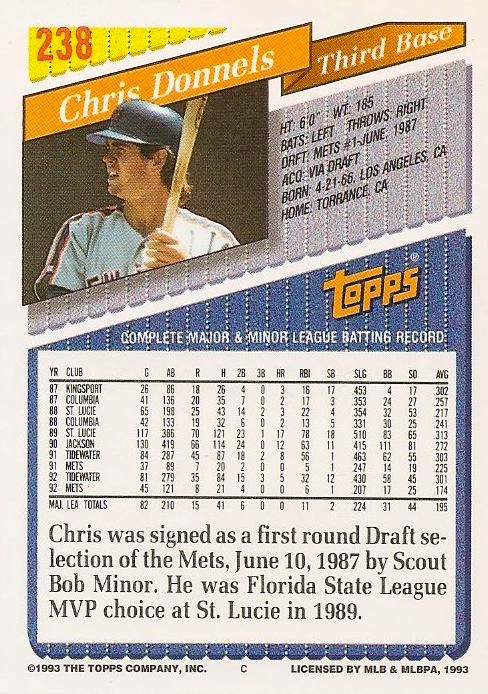 238
Chris Donnels
Third Base
HT: 6'0" WT: 185
BATS: LEFT THROWS: RIGHT
DRFT: METS #1-JUNE, 1987
ACQ: VIA DRAFT
BORN: 4-21-66, LOS ANGELES, CA
HOME: TORRANCE, CA
TOPPS®
COMPLETE MAJOR & MINOR LEAGUE BATTING RECORD
YR CLUB G AB R H 2B 3B HR RBI SB SLG BB SO AVG
87 KINGSPORT 26 86 18 26 4 0 3 16 17 .453 4 17 .302
87 COLUMBIA 41 136 20 35 7 0 2 17 3 .353 24 27 .257
88 ST. LUCIE 65 198 25 43 14 2 3 22 4 .354 32 53 .217
88 COLUMBIA 42 133 19 32 6 0 2 13 5 .331 30 25 .241
89 ST. LUCIE 117 386 70 121 23 1 17 78 18 .510 83 65 .313
90 JACKSON 130 419 66 114 24 0 12 63 11 .415 111 81 .272
91 TIDEWATER 84 287 45 87 18 2 8 56 1 .463 62 55 .303
91 METS 37 89 7 20 2 0 0 5 1 .247 14 19 .225
92 TIDEWATER 81 279 35 84 15 3 5 32 12 .430 58 45 .301
92 METS 45 121 8 21 4 0 0 6 1 .207 17 25 .174
MAJ. LEA. TOTALS 82 210 15 41 6 0 0 11 2 .224 31 44 .195
Chris was signed as a first round Draft se-
lection of the Mets, June 10, 1987 by Scout
Bob Minor. He was Florida State League
MVP choice at St. Lucie in 1989.
©1993 THE TOPPS COMPANY, INC. C LICENSED BY MLB & MLBPA, 1993